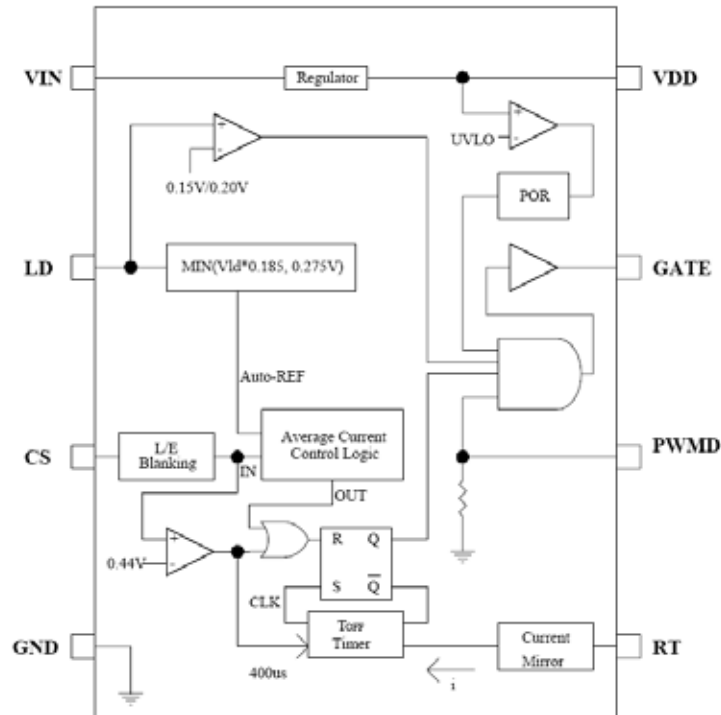 VIN
Regulator
VDD
+
-
0.15V/0.20V
+
-
UVLO
POR
LD
MIN(Vld*0.185, 0.275V)
GATE
Auto-REF
CS
L/E
Blanking
IN
Average Current
Control Logic
PWMD
OUT
+
-
0.44V
R
Q
S
Q
CLK
GND
400us
TOFF
Timer
i
Current
Mirror
RT